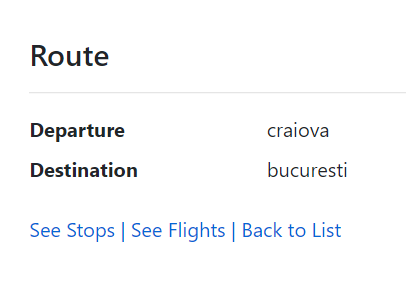 Route
Departure craiova
Destination bucuresti
See Stops | See Flights | Back to List